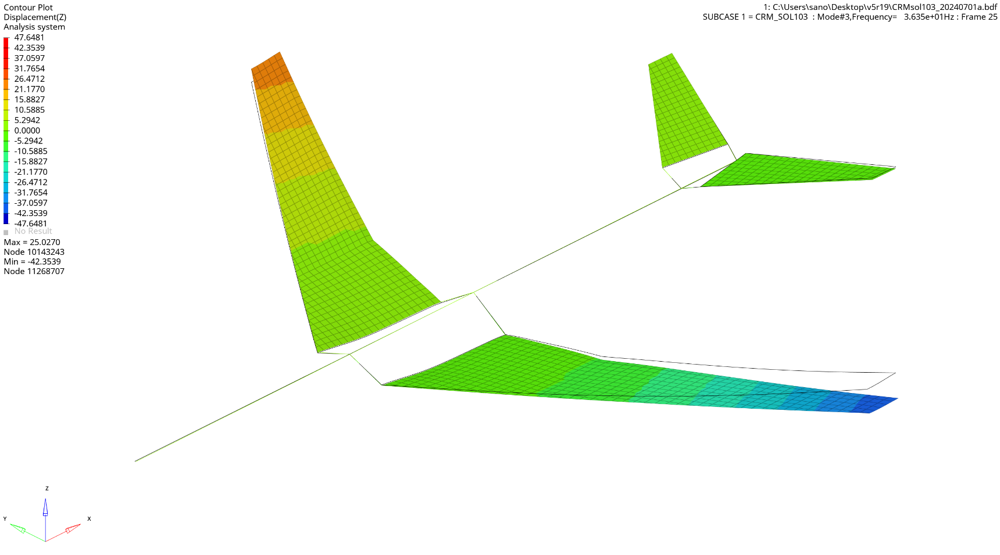 Contour Plot
Displacement(Z)
Analysis system
47.6481
42.3539
37.0597
31.7654
26.4712
21.1770
15.8827
10.5885
5.2942
0.0000
-5.2942
-10.5885
-15.8827
-21.1770
-26.4712
-31.7654
-37.0597
-42.3539
-47.6481
No Result
Max = 25.0270
Node 10143243
Min = -42.3539
Node 11268707
1: C:\Users\sano\Desktop\v5r19\CRMsol103_20240701a.bdf
SUBCASE 1 = CRM_SOL103  : Mode#3,Frequency=   3.635e+01Hz : Frame 25
Z
Y
X